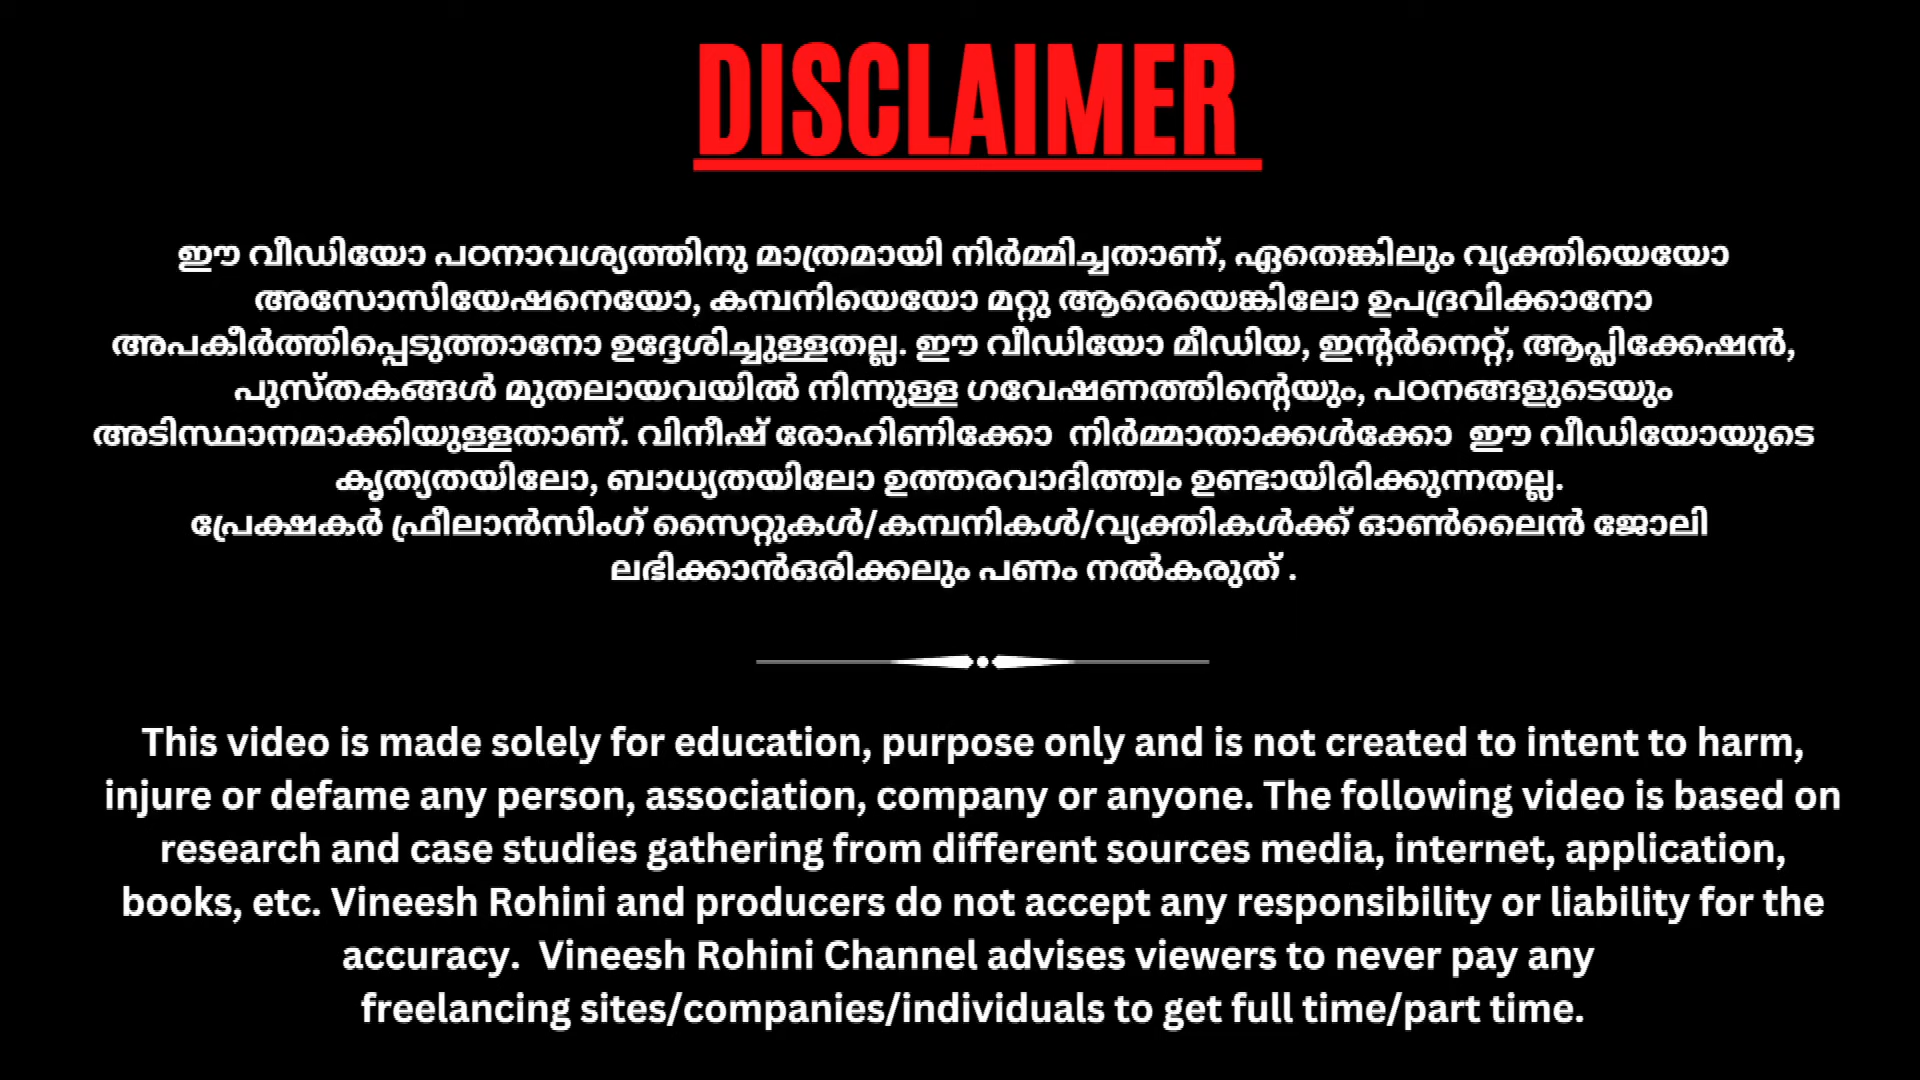 DISCLAIMER
ഈ വീഡിയോ പഠനാവശ്യത്തിനു മാത്രമായി നിർമ്മിച്ചതാണ്, ഏതെങ്കിലും വ്യക്തിയെയോ
അസോസിയേഷനെയോ, കമ്പനിയെയോ മറ്റു ആരെയെങ്കിലോ ഉപദ്രവിക്കാനോ
അപകീർത്തിപ്പെടുത്താനോ ഉദ്ദേശിച്ചുള്ളതല്ല. ഈ വീഡിയോ മീഡിയ, ഇന്റർനെറ്റ്, ആപ്ലിക്കേഷൻ,
പുസ്തകങ്ങൾ മുതലായവയിൽ നിന്നുള്ള ഗവേഷണത്തിന്റെയും, പഠനങ്ങളുടെയും
അടിസ്ഥാനമാക്കിയുള്ളതാണ്. വിനീഷ് രോഹിണിക്കോ നിർമ്മാതാക്കൾക്കോ ഈ വീഡിയോയുടെ
കൃത്യതയിലോ, ബാധ്യതയിലോ ഉത്തരവാദിത്ത്വം ഉണ്ടായിരിക്കുന്നതല്ല.
പ്രേക്ഷകർ ഫ്രീലാൻസിംഗ് സൈറ്റുകൾ/കമ്പനികൾ/വ്യക്തികൾക്ക് ഓൺലൈൻ ജോലി
ലഭിക്കാൻഒരിക്കലും പണം നൽകരുത് .
This video is made solely for education, purpose only and is not created to intent to harm,
injure or defame any person, association, company or anyone. The following video is based on
research and case studies gathering from different sources media, internet, application,
books, etc. Vineesh Rohini and producers do not accept any responsibility or liability for the
accuracy. Vineesh Rohini Channel advises viewers to never pay any
freelancing sites/companies/individuals to get full time/part time.